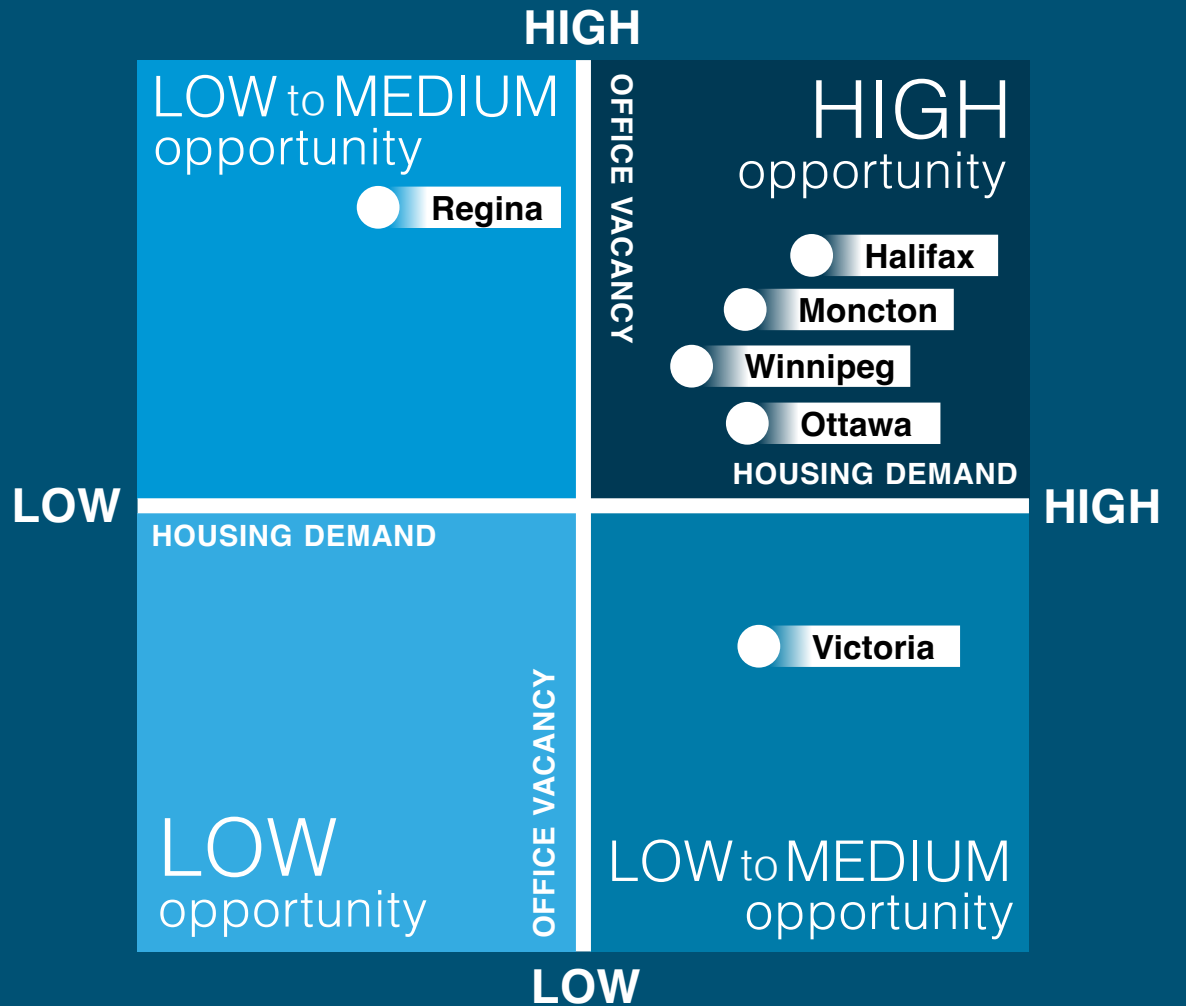 HIGH
LOW to MEDIUM
opportunity
Regina
OFFICE VACANCY
HIGH
opportunity
Halifax
Moncton
Winnipeg
Ottawa
HOUSING DEMAND
LOW
HIGH
HOUSING DEMAND
OFFICE VACANCY
LOW
opportunity
Victoria
LOW to MEDIUM
opportunity
LOW